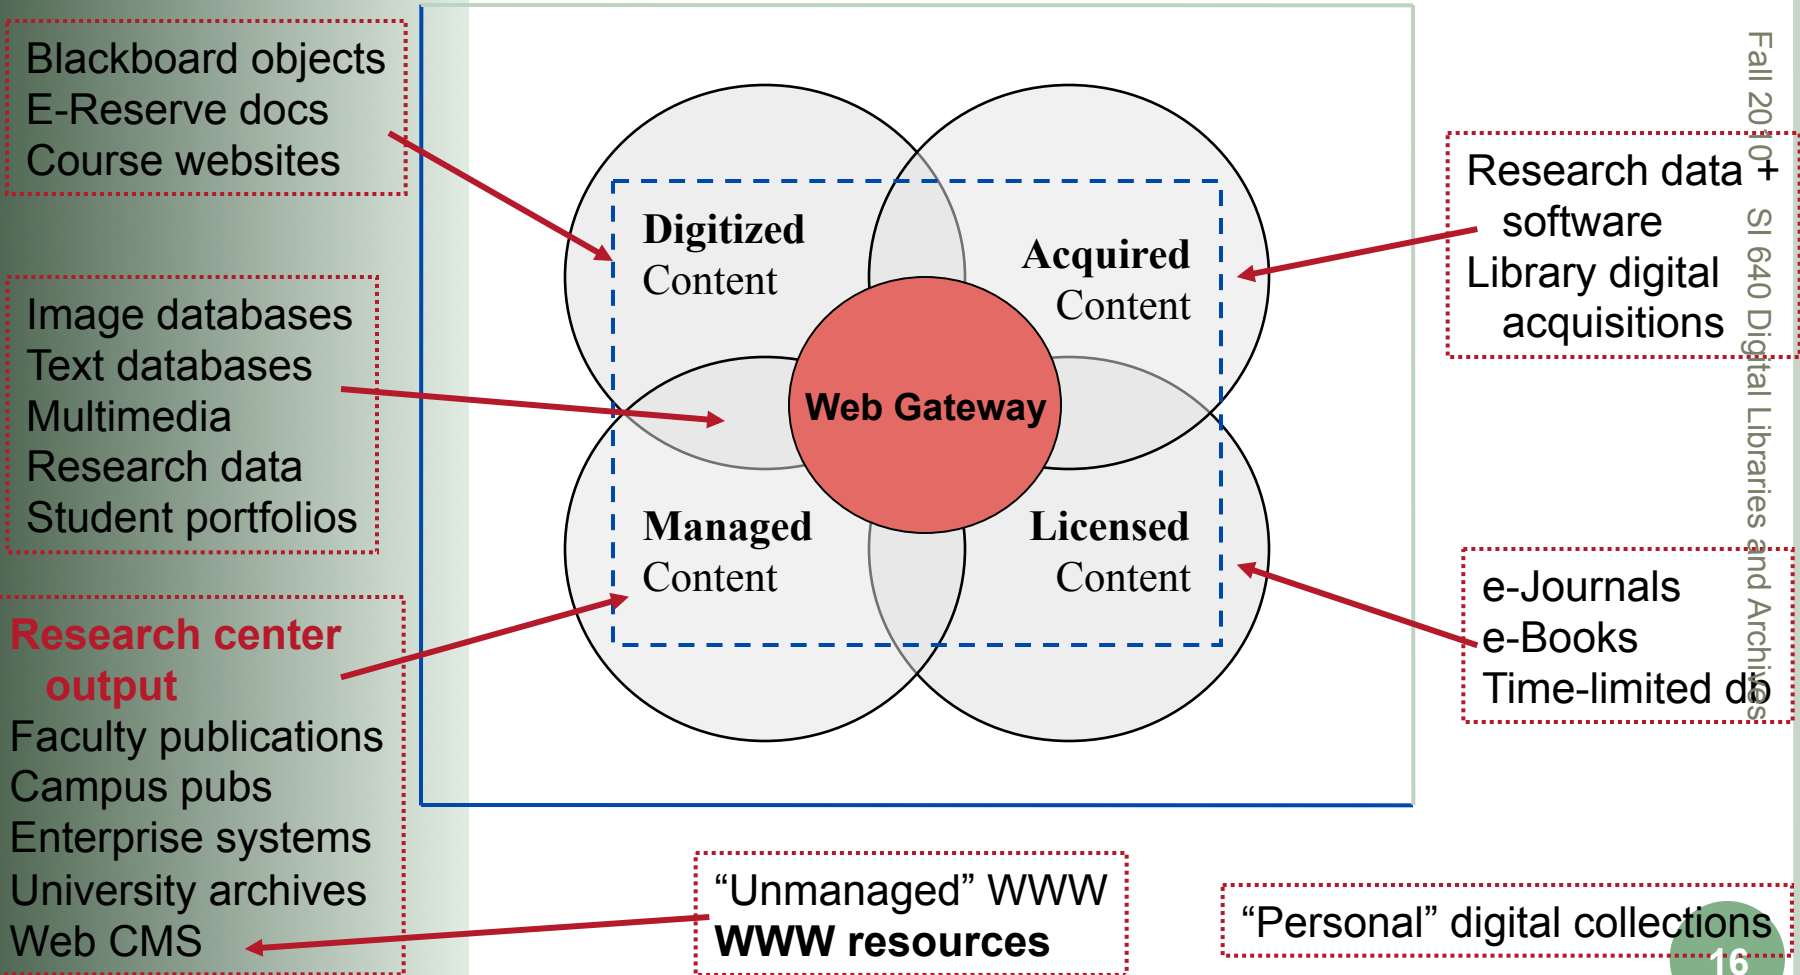 Blackboard objects
E-Reserve docs
Course websites
Image databases
Text databases
Multimedia
Research data
Student portfolios
Research center
output
Faculty publications
Campus pubs
Enterprise systems
University archives
Web CMS
Digitized
Content
Acquired
Content
Web Gateway
Managed
Content
Licensed
Content
Research data +
software
Library digital
acquisitions
e-Journals
e-Books
Time-limited db
“Unmanaged” WWW
WWW resources
“Personal” digital collections
Fall 2010 SI 640 Digital Libraries and Archives
16